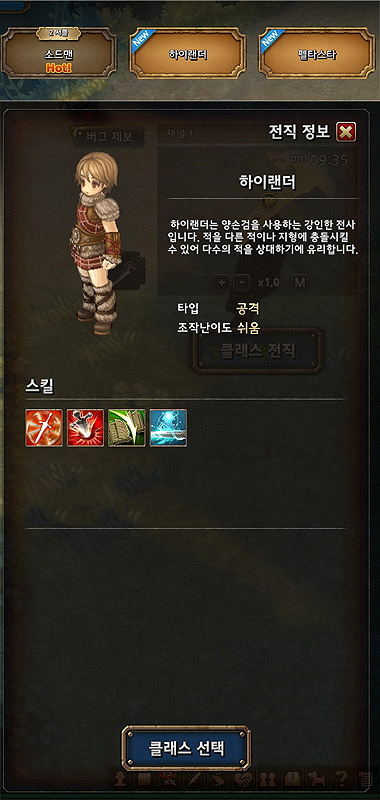 2서클
소드맨
Hot!
New
하이랜더
New
펠타스타
전직 정보
버그 제보
채널 1
pm 09:35
하이랜더
하이랜더는 양손검을 사용하는 강인한 전사
입니다. 적을 다른 적이나 지형에 충돌시킬
수 있어 다수의 적을 상대하기에 유리합니다.
+ - x1.0 M
타입 공격
조작난이도 쉬움
클래스 전직
스킬
클래스 선택